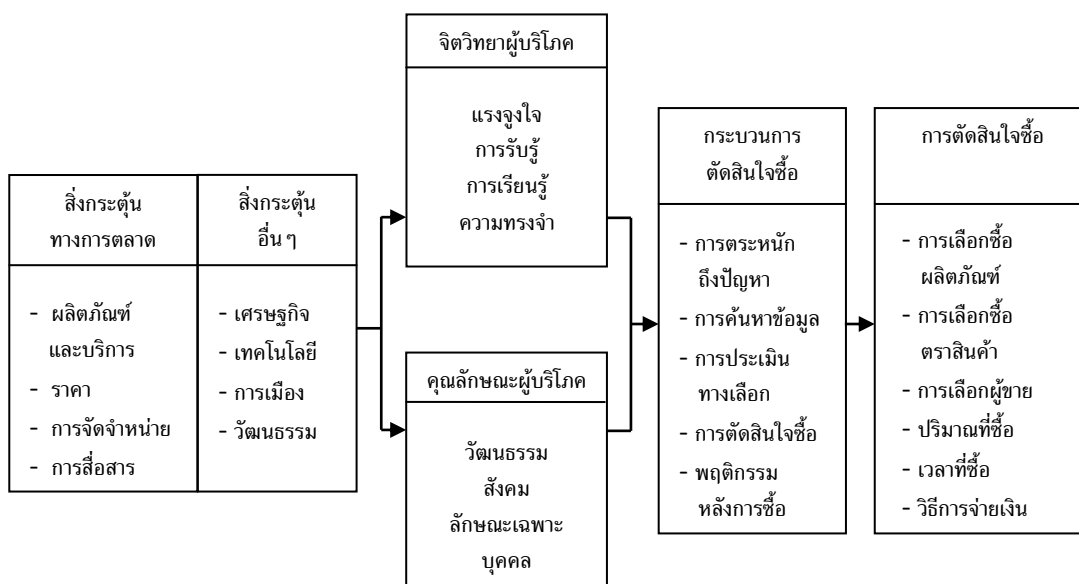 สิ่งกระตุ้น
ทางการตลาด
- ผลิตภัณฑ์
และบริการ
- ราคา
- การจัดจำหน่าย
- การสื่อสาร
สิ่งกระตุ้น
อื่น ๆ
- เศรษฐกิจ
- เทคโนโลยี
- การเมือง
- วัฒนธรรม
จิตวิทยาผู้บริโภค
แรงจูงใจ
การรับรู้
การเรียนรู้
ความทรงจำ
คุณลักษณะผู้บริโภค
วัฒนธรรม
สังคม
ลักษณะเฉพาะ
บุคคล
กระบวนการ
ตัดสินใจซื้อ
- การตระหนัก
ถึงปัญหา
- การค้นหาข้อมูล
- การประเมิน
ทางเลือก
- การตัดสินใจซื้อ
- พฤติกรรม
หลังการซื้อ
การตัดสินใจซื้อ
- การเลือกซื้อ
ผลิตภัณฑ์
- การเลือกซื้อ
ตราสินค้า
- การเลือกผู้ขาย
- ปริมาณที่ซื้อ
- เวลาที่ซื้อ
- วิธีการจ่ายเงิน